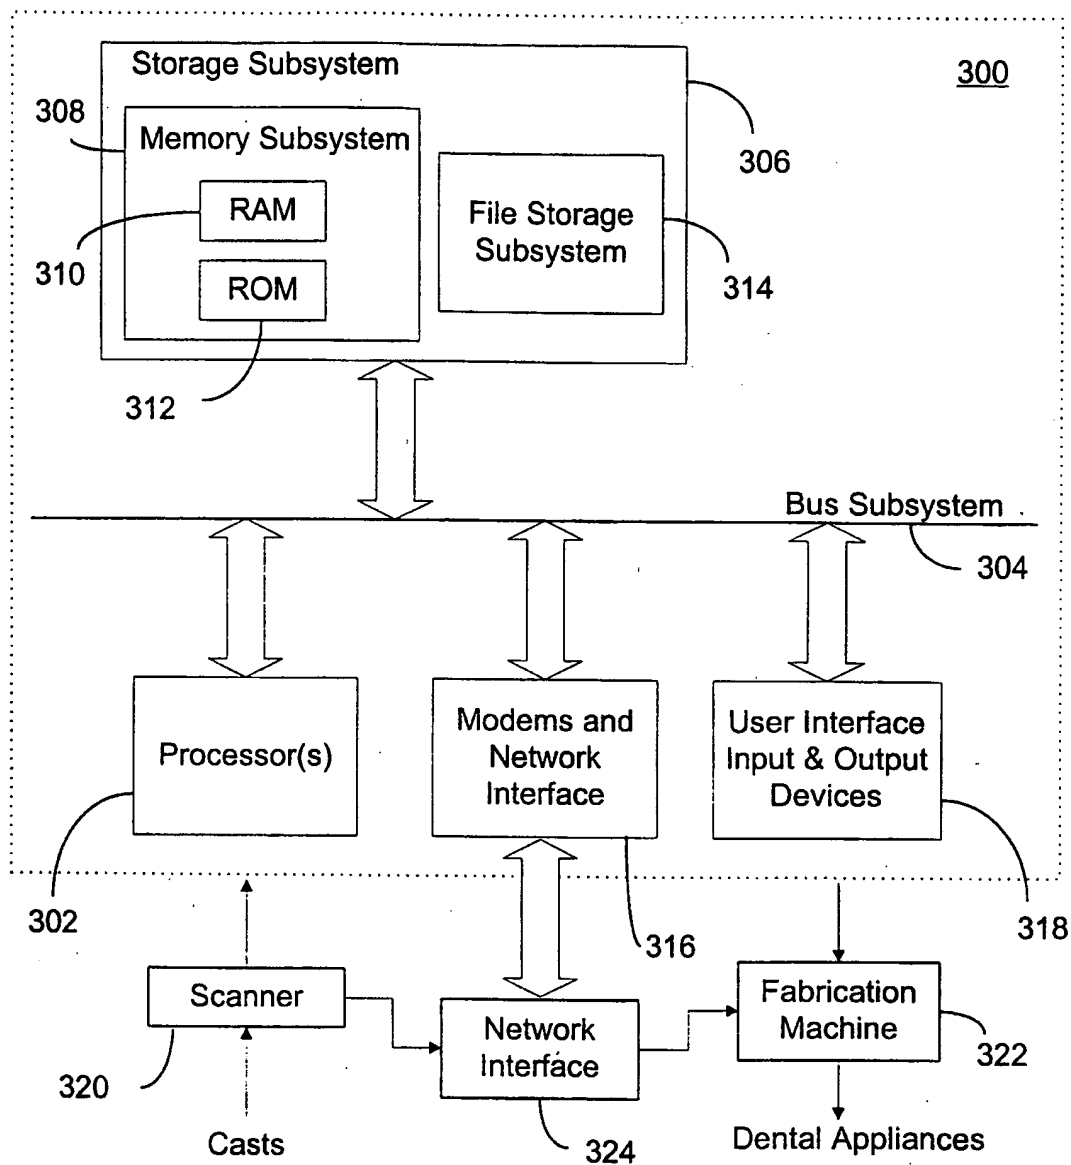 Storage Subsystem
300
308
Memory Subsystem
306
RAM
File Storage
Subsystem
310
ROM
314
312
Bus Subsystem
304
Processor(s)
Modems and
Network
Interface
User Interface
Input & Output
Devices
302
316
318
Scanner
Network
Interface
Fabrication
Machine
320
322
Casts
324
Dental Appliances